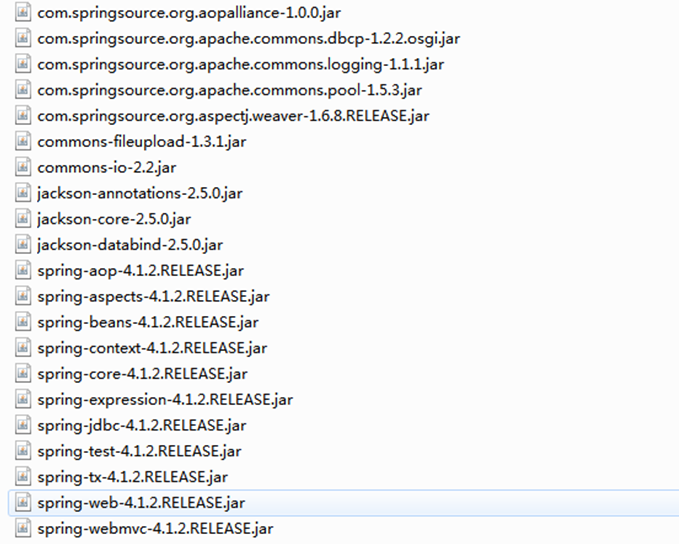 com.springsource.org.aopalliance-1.0.0.jar
com.springsource.org.apache.commons.dbcp-1.2.2.osgi.jar
com.springsource.org.apache.commons.logging-1.1.1.jar
com.springsource.org.apache.commons.pool-1.5.3.jar
com.springsource.org.aspectj.weaver-1.6.8.RELEASE.jar
commons-fileupload-1.3.1.jar
commons-io-2.2.jar
jackson-annotations-2.5.0.jar
jackson-core-2.5.0.jar
jackson-databind-2.5.0.jar
spring-aop-4.1.2.RELEASE.jar
spring-aspects-4.1.2.RELEASE.jar
spring-beans-4.1.2.RELEASE.jar
spring-context-4.1.2.RELEASE.jar
spring-core-4.1.2.RELEASE.jar
spring-expression-4.1.2.RELEASE.jar
spring-jdbc-4.1.2.RELEASE.jar
spring-test-4.1.2.RELEASE.jar
spring-tx-4.1.2.RELEASE.jar
spring-web-4.1.2.RELEASE.jar
spring-webmvc-4.1.2.RELEASE.jar